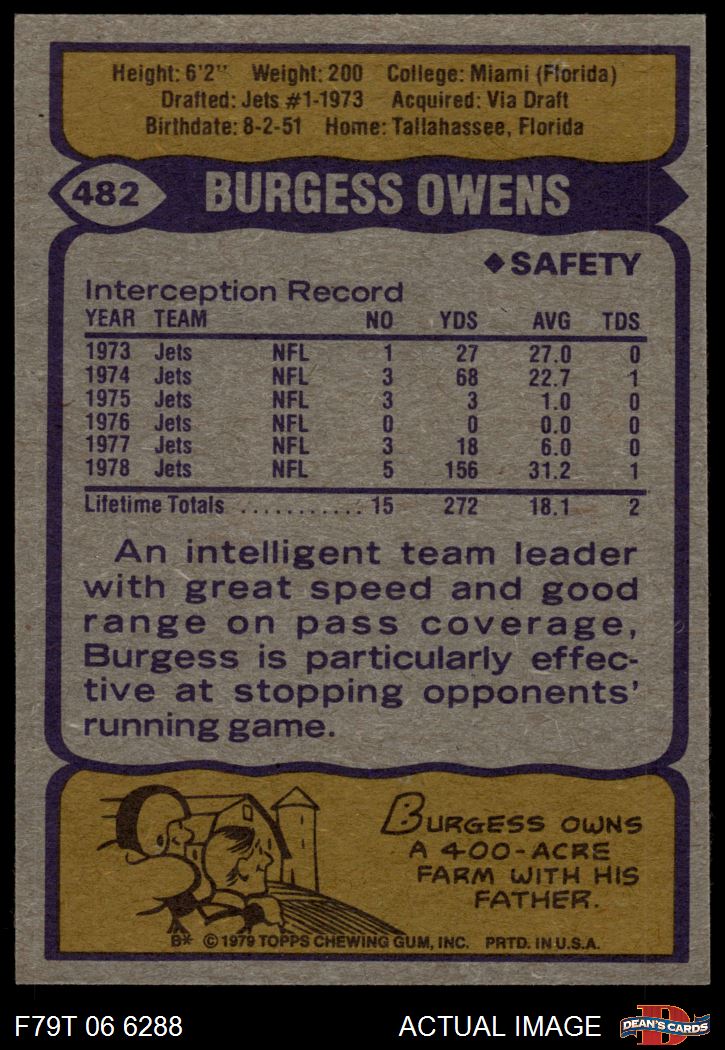 Height: 6'2" Weight: 200 College: Miami (Florida)
Drafted: Jets #1-1973 Acquired: Via Draft
Birthdate: 8-2-51 Home: Tallahassee, Florida
482 BURGESS OWENS
◆SAFETY
Interception Record
YEAR TEAM NO YDS AVG TDS
1973 Jets NFL 1 27 27.0 0
1974 Jets NFL 3 68 22.7 1
1975 Jets NFL 3 3 1.0 0
1976 Jets NFL 0 0 0.0 0
1977 Jets NFL 3 18 6.0 0
1978 Jets NFL 5 156 31.2 1
Lifetime Totals ............ 15 272 18.1 2
An intelligent team leader
with great speed and good
range on pass coverage,
Burgess is particularly effec-
tive at stopping opponents'
running game.
BURGESS OWNS
A 400-ACRE
FARM WITH HIS
FATHER.
B* © 1979 TOPPS CHEWING GUM, INC. PRTD. IN U.S.A.
F79T 06 6288 ACTUAL IMAGE D DEAN'S CARDS